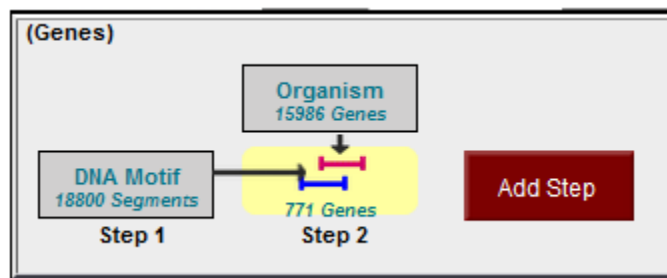 (Genes)
Organism
15986 Genes
DNA Motif
18800 Segments
771 Genes
Add Step
Step 1
Step 2